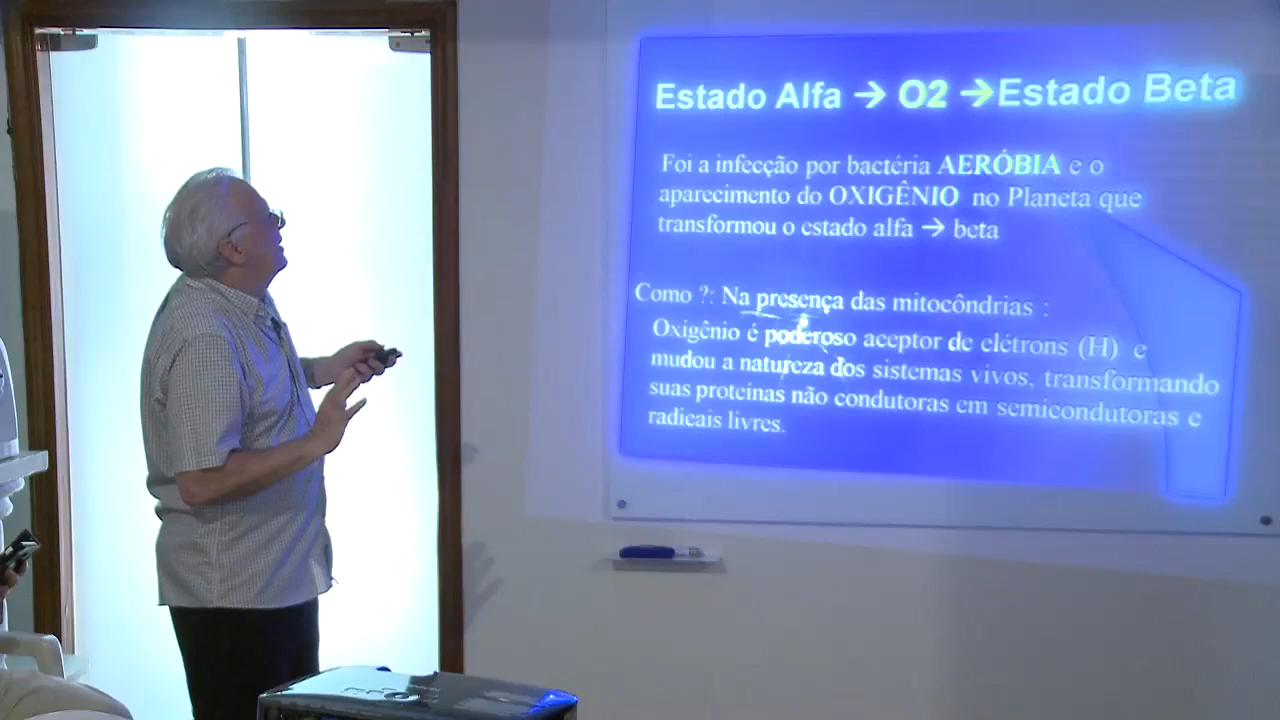 Estado Alfa → O2 →Estado Beta
Foi a infecção por bactéria AERÓBIA e o
aparecimento do OXIGÊNIO no Planeta que
transformou o estado alfa → beta
Como ?: Na presença das mitocôndrias :
Oxigênio é poderoso aceptor de elétrons (H) e
mudou a natureza dos sistemas vivos, transformando
suas proteinas não condutoras em semicondutoras e
radicais livres.